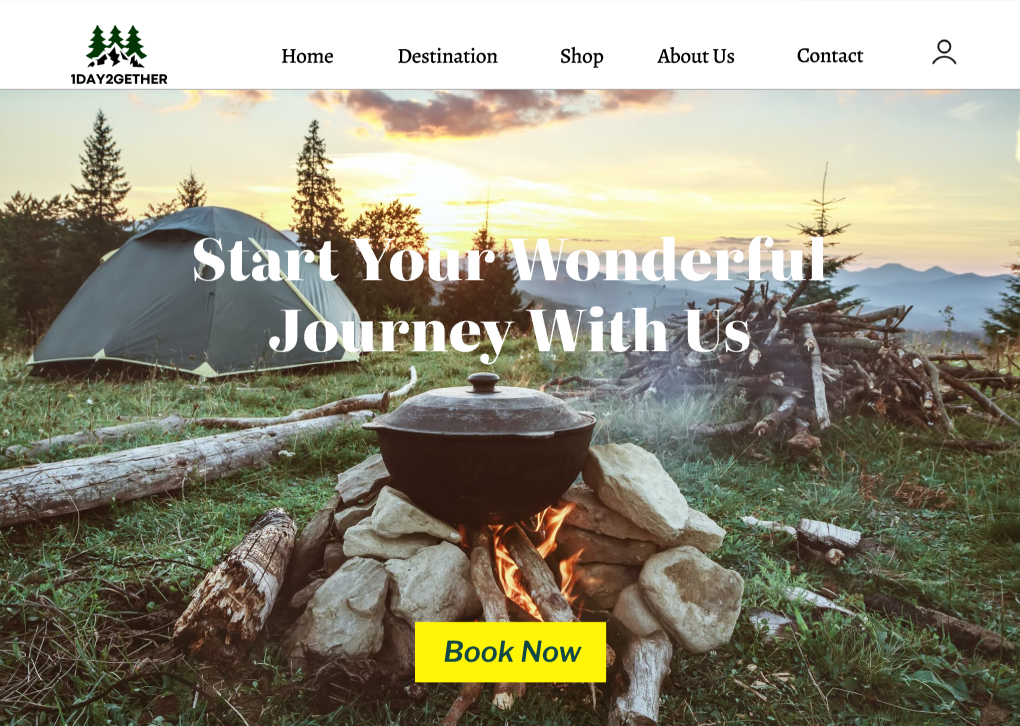 1DAY2GETHER
Home Destination Shop About Us Contact
Start Your Wonderful
Journey With Us
Book Now